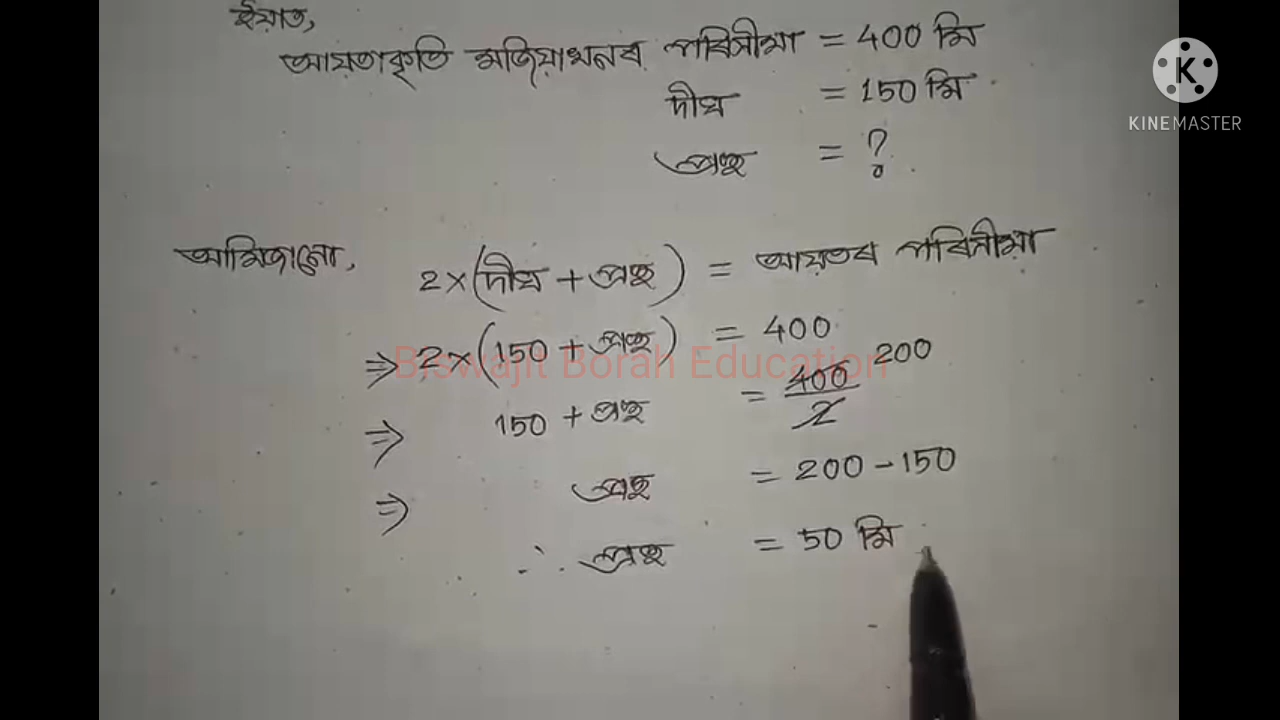 ইয়াত,
আয়তাকৃতি মজিয়াখনৰ পৰিসীমা = 400 মি
দীঘ = 150 মি
প্ৰস্থ = ?
K
KINEMASTER
আমিজানো, 2×(দীঘ + প্ৰস্থ) = আয়তৰ পৰিসীমা
⇒ 2×(150 + প্ৰস্থ) = 400
Biswajit Borah Education
⇒ 150 + প্ৰস্থ = 400/2 200
⇒ প্ৰস্থ = 200 - 150
∴ প্ৰস্থ = 50 মি